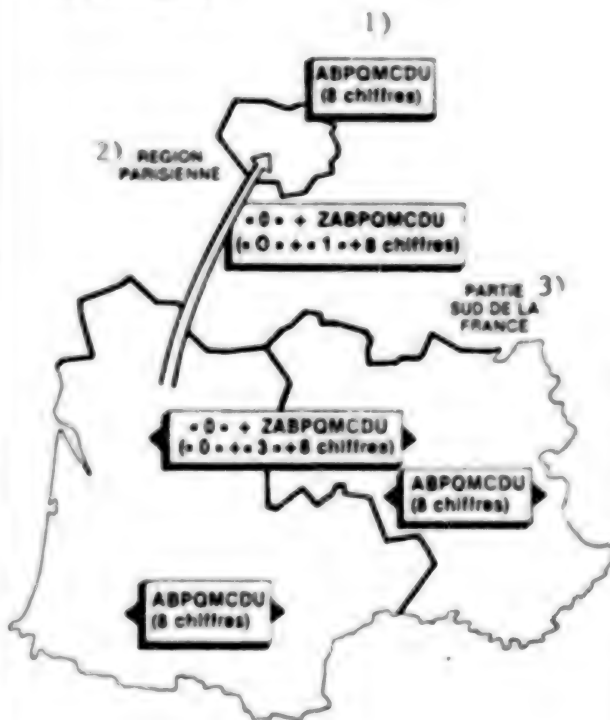 1)
ABPQMCDU
(8 chiffres)
2) REGION
PARISIENNE
«0» + ZABPQMCDU
(«0»+«1»+8 chiffres)
PARTIE 3)
SUD DE LA
FRANCE
«0» + ZABPQMCDU
(«0»+«3»+8 chiffres)
ABPQMCDU
(8 chiffres)
ABPQMCDU
(8 chiffres)